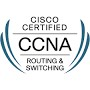 CISCO
CERTIFIED
CCNA
ROUTING &
SWITCHING